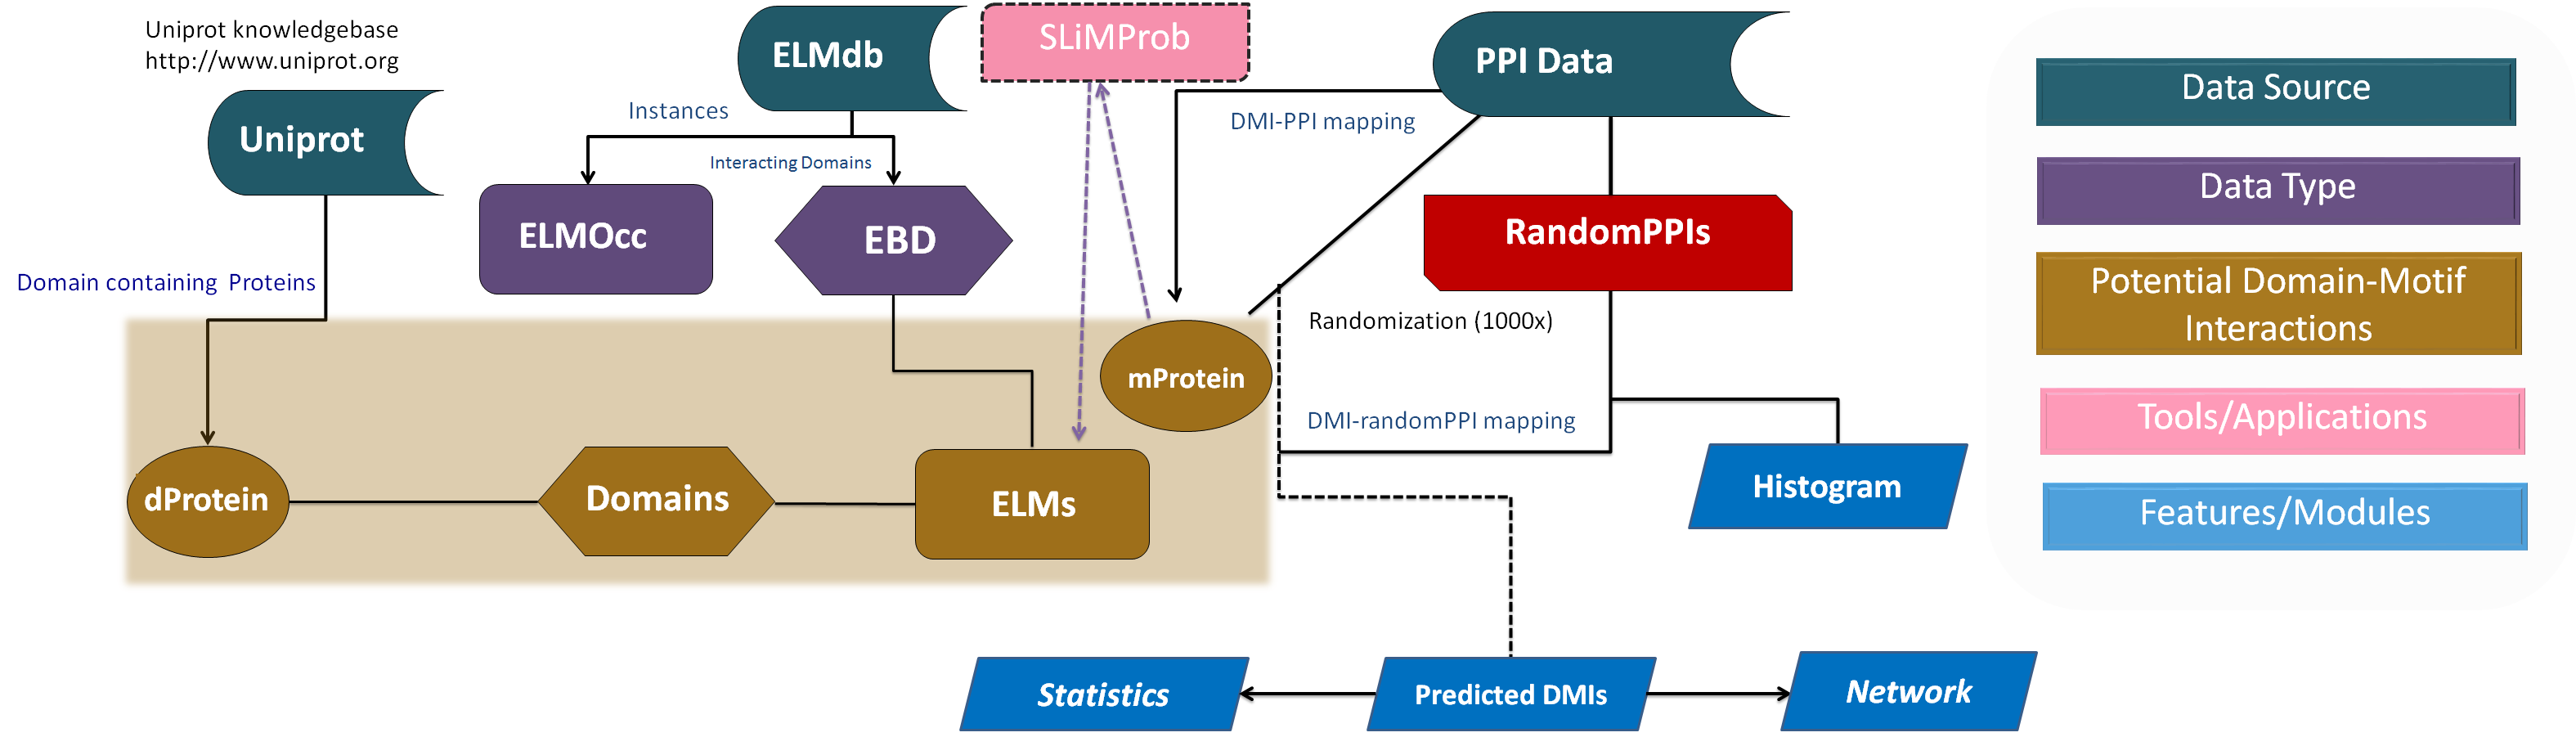 Uniprot knowledgebase
http://www.uniprot.org
Uniprot
ELMdb
SLiMProb
PPI Data
Instances
Interacting Domains
DMI-PPI mapping
ELMOcc
EBD
RandomPPIs
Domain containing Proteins
Randomization (1000x)
mProtein
DMI-randomPPI mapping
dProtein
Domains
ELMs
Histogram
Statistics
Predicted DMIs
Network
Data Source
Data Type
Potential Domain-Motif
Interactions
Tools/Applications
Features/Modules